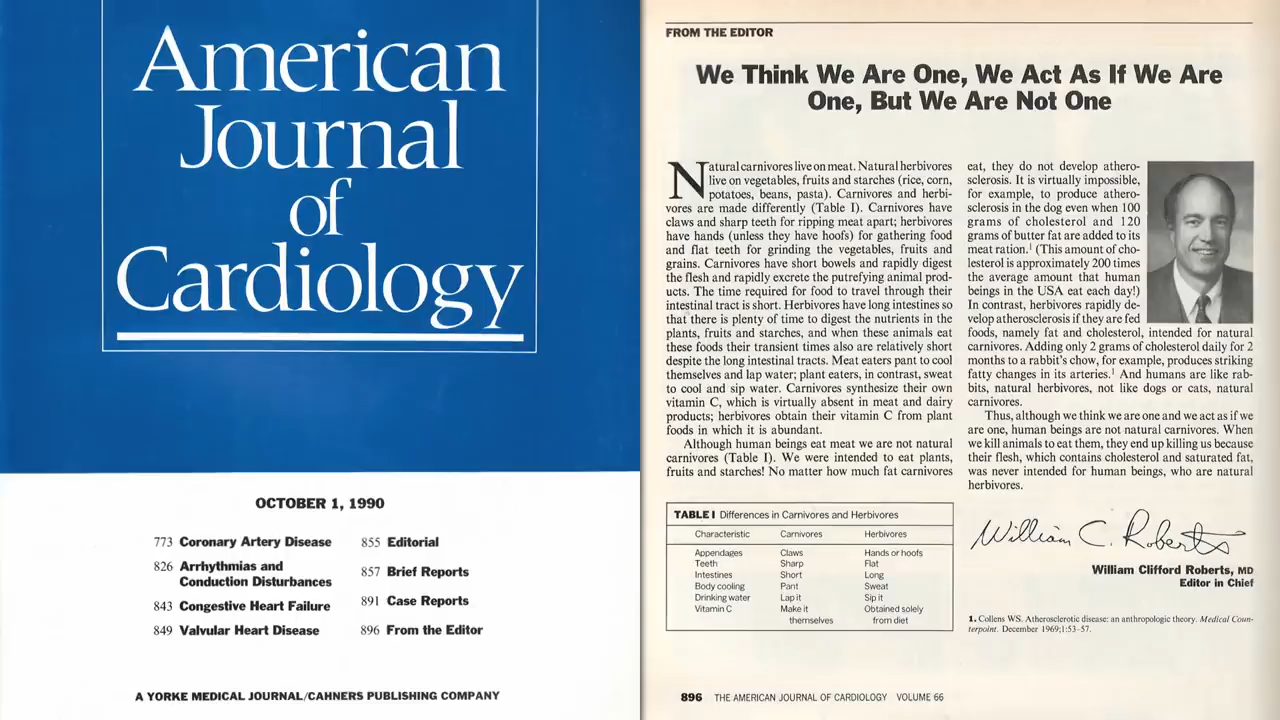 American
Journal
of
Cardiology
OCTOBER 1, 1990
773 Coronary Artery Disease
826 Arrhythmias and
Conduction Disturbances
843 Congestive Heart Failure
849 Valvular Heart Disease
855 Editorial
857 Brief Reports
891 Case Reports
896 From the Editor
A YORKE MEDICAL JOURNAL/CAHNERS PUBLISHING COMPANY
FROM THE EDITOR
We Think We Are One, We Act As If We Are
One, But We Are Not One
Natural carnivores live on meat. Natural herbivores
live on vegetables, fruits and starches (rice, corn,
potatoes, beans, pasta). Carnivores and herbi-
vores are made differently (Table I). Carnivores have
claws and sharp teeth for ripping meat apart; herbivores
have hands (unless they have hoofs) for gathering food
and flat teeth for grinding the vegetables, fruits and
grains. Carnivores have short bowels and rapidly digest
the flesh and rapidly excrete the putrefying animal prod-
ucts. The time required for food to travel through their
intestinal tract is short. Herbivores have long intestines so
that there is plenty of time to digest the nutrients in the
plants, fruits and starches, and when these animals eat
these foods their transient times also are relatively short
despite the long intestinal tracts. Meat eaters pant to cool
themselves and lap water; plant eaters, in contrast, sweat
to cool and sip water. Carnivores synthesize their own
vitamin C, which is virtually absent in meat and dairy
products; herbivores obtain their vitamin C from plant
foods in which it is abundant.
Although human beings eat meat we are not natural
carnivores (Table I). We were intended to eat plants,
fruits and starches! No matter how much fat carnivores
eat, they do not develop athero-
sclerosis. It is virtually impossible,
for example, to produce athero-
sclerosis in the dog even when 100
grams of cholesterol and 120
grams of butter fat are added to its
meat ration.¹ (This amount of cho-
lesterol is approximately 200 times
the average amount that human
beings in the USA eat each day!)
In contrast, herbivores rapidly de-
velop atherosclerosis if they are fed
foods, namely fat and cholesterol, intended for natural
carnivores. Adding only 2 grams of cholesterol daily for 2
months to a rabbit's chow, for example, produces striking
fatty changes in its arteries.¹ And humans are like rab-
bits, natural herbivores, not like dogs or cats, natural
carnivores.
Thus, although we think we are one and we act as if we
are one, human beings are not natural carnivores. When
we kill animals to eat them, they end up killing us because
their flesh, which contains cholesterol and saturated fat,
was never intended for human beings, who are natural
herbivores.
TABLE I Differences in Carnivores and Herbivores
Characteristic Carnivores Herbivores
Appendages Claws Hands or hoofs
Teeth Sharp Flat
Intestines Short Long
Body cooling Pant Sweat
Drinking water Lap it Sip it
Vitamin C Make it Obtained solely
themselves from diet
William C. Roberts
William Clifford Roberts, MD
Editor in Chief
1. Collens WS. Atherosclerotic disease: an anthropologic theory. Medical Coun-
terpoint. December 1969;1:53–57.
896 THE AMERICAN JOURNAL OF CARDIOLOGY VOLUME 66